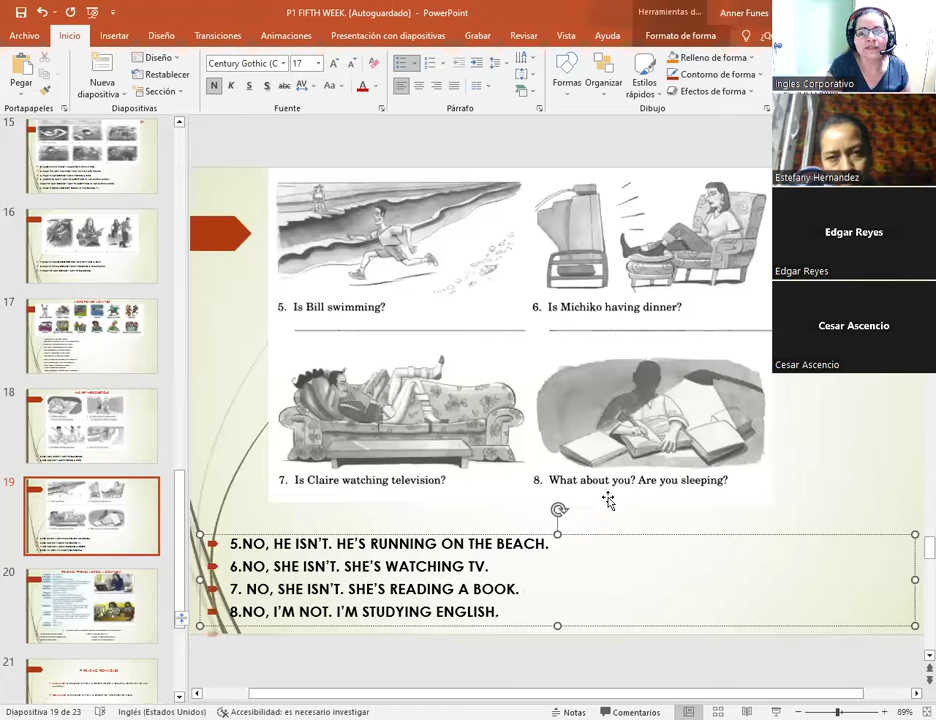 P1 FIFTH WEEK. [Autoguardado] - PowerPoint
Herramientas d...
Anner Funes
Archivo Inicio Insertar Diseño Transiciones Animaciones Presentación con diapositivas Grabar Revisar Vista Ayuda Formato de forma
Pegar
Portapapeles
Nueva diapositiva
Diseño
Restablecer
Sección
Diapositivas
Century Gothic (C 17
N K S abc AV Aa A
Fuente
Párrafo
Formas
Organizar
Estilos rápidos
Relleno de forma
Contorno de forma
Efectos de forma
Dibujo
Ingles Corporativo
Estefany Hernandez
Edgar Reyes
Edgar Reyes
Cesar Ascencio
Cesar Ascencio
15
16
17
18
19
20
21
5. Is Bill swimming?
6. Is Michiko having dinner?
7. Is Claire watching television?
8. What about you? Are you sleeping?
5.NO, HE ISN'T. HE'S RUNNING ON THE BEACH.
6.NO, SHE ISN'T. SHE'S WATCHING TV.
7. NO, SHE ISN'T. SHE'S READING A BOOK.
8.NO, I'M NOT. I'M STUDYING ENGLISH.
Diapositiva 19 de 23
Inglés (Estados Unidos)
Accesibilidad: es necesario investigar
Notas
Comentarios
89%